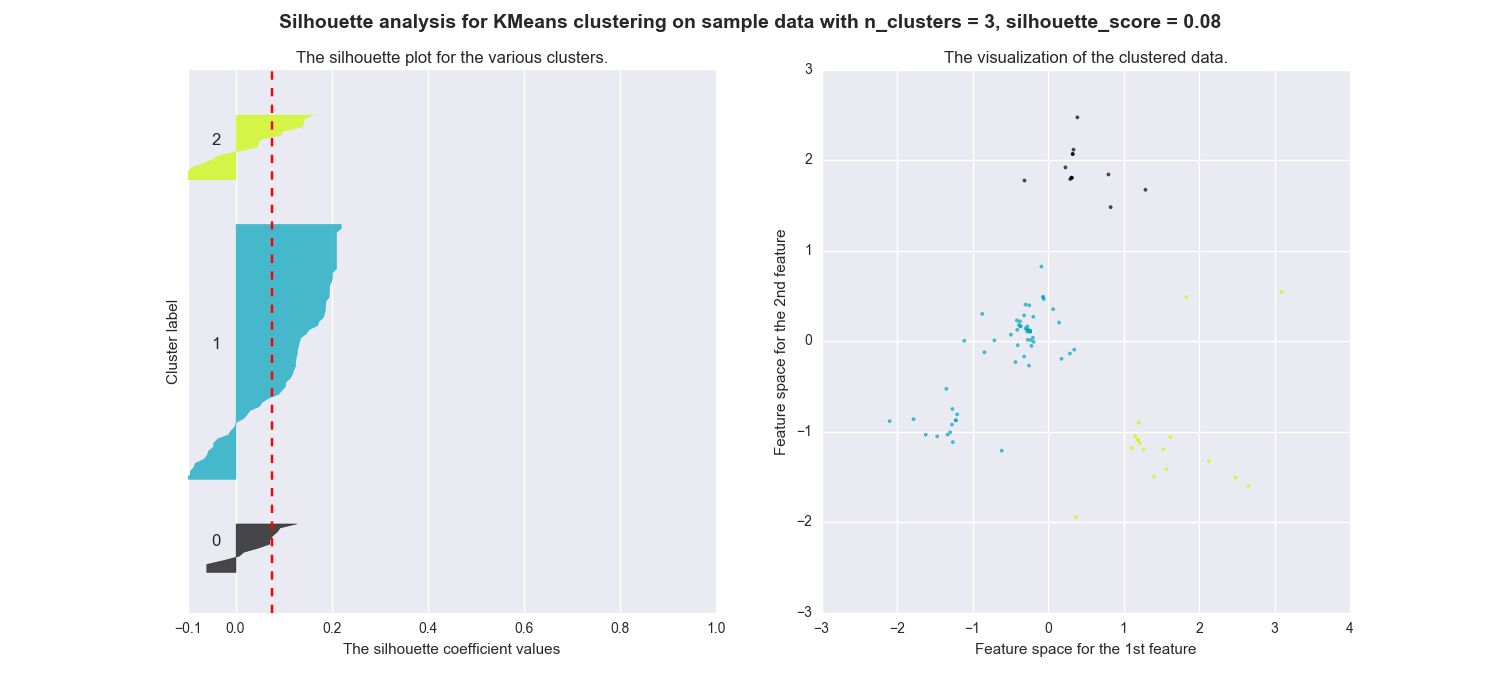 Silhouette analysis for KMeans clustering on sample data with n_clusters = 3, silhouette_score = 0.08
The silhouette plot for the various clusters.
2
1
0
Cluster label
−0.1 0.0 0.2 0.4 0.6 0.8 1.0
The silhouette coefficient values
The visualization of the clustered data.
3
2
1
0
−1
−2
−3
Feature space for the 2nd feature
−3 −2 −1 0 1 2 3 4
Feature space for the 1st feature